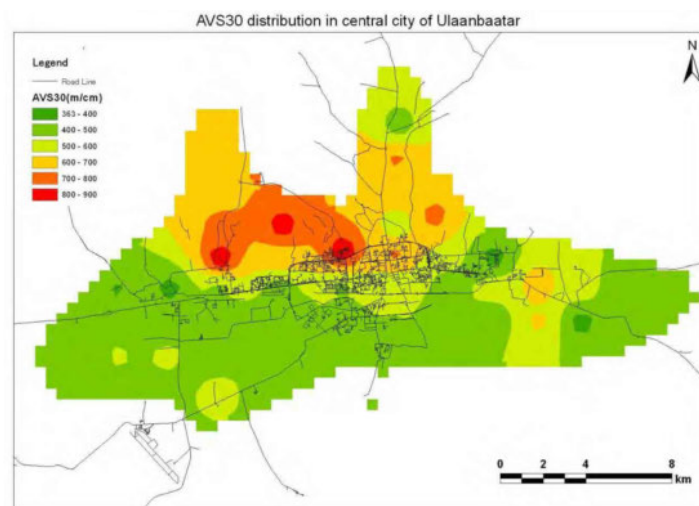 AVS30 distribution in central city of Ulaanbaatar
N
Legend
Road Line
AVS30(m/cm)
363 - 400
400 - 500
500 - 600
600 - 700
700 - 800
800 - 900
0 2 4 8
km